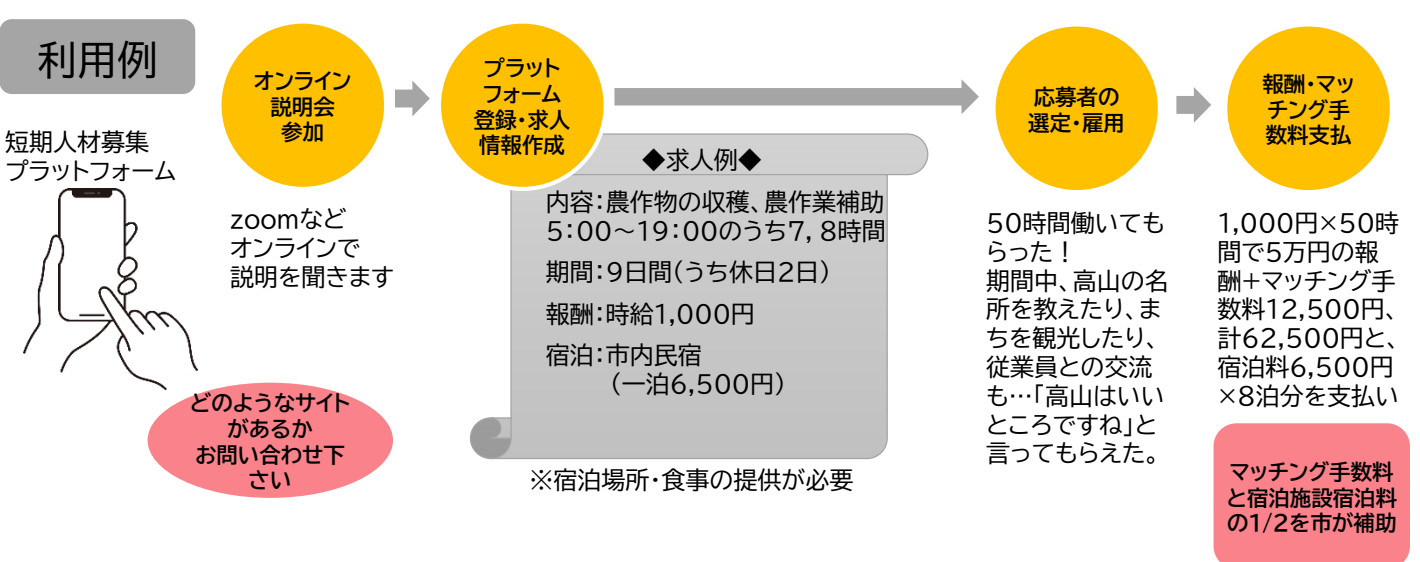 利用例
短期人材募集
プラットフォーム
オンライン
説明会
参加
zoomなど
オンラインで
説明を聞きます
どのようなサイト
があるか
お問い合わせ下
さい
プラット
フォーム
登録・求人
情報作成
◆求人例◆
内容：農作物の収穫、農作業補助
5：00～19：00のうち7，8時間
期間：9日間（うち休日2日）
報酬：時給1,000円
宿泊：市内民宿
（一泊6,500円）
※宿泊場所・食事の提供が必要
応募者の
選定・雇用
50時間働いても
らった！
期間中、高山の名
所を教えたり、ま
ちを観光したり、
従業員との交流
も…「高山はいい
ところですね」と
言ってもらえた。
報酬・マッ
チング手
数料支払
1,000円×50時
間で5万円の報
酬＋マッチング手
数料12,500円、
計62,500円と、
宿泊料6,500円
×8泊分を支払い
マッチング手数料
と宿泊施設宿泊料
の1/2を市が補助